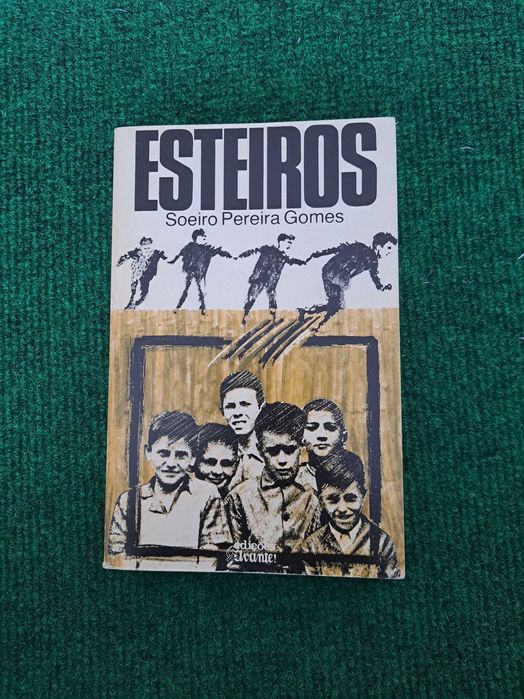 ESTEIROS
Soeiro Pereira Gomes
edições
Avante!